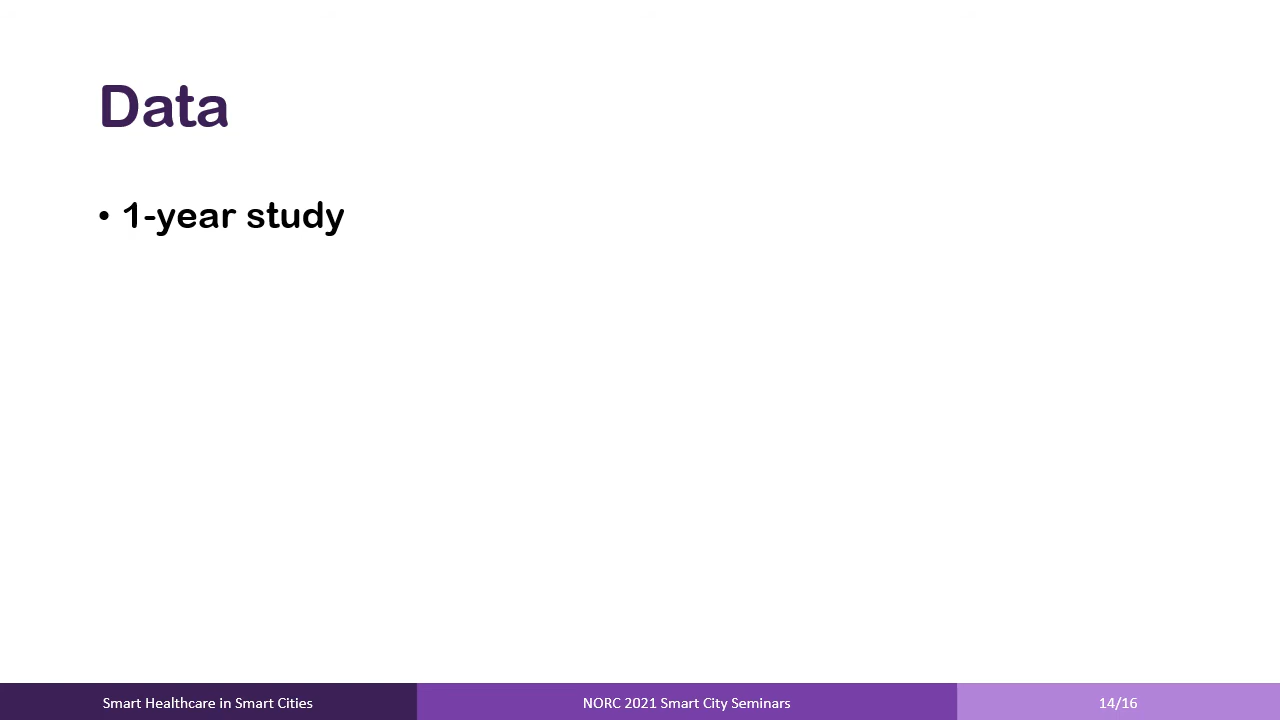 Data
• 1-year study
Smart Healthcare in Smart Cities
NORC 2021 Smart City Seminars
14/16